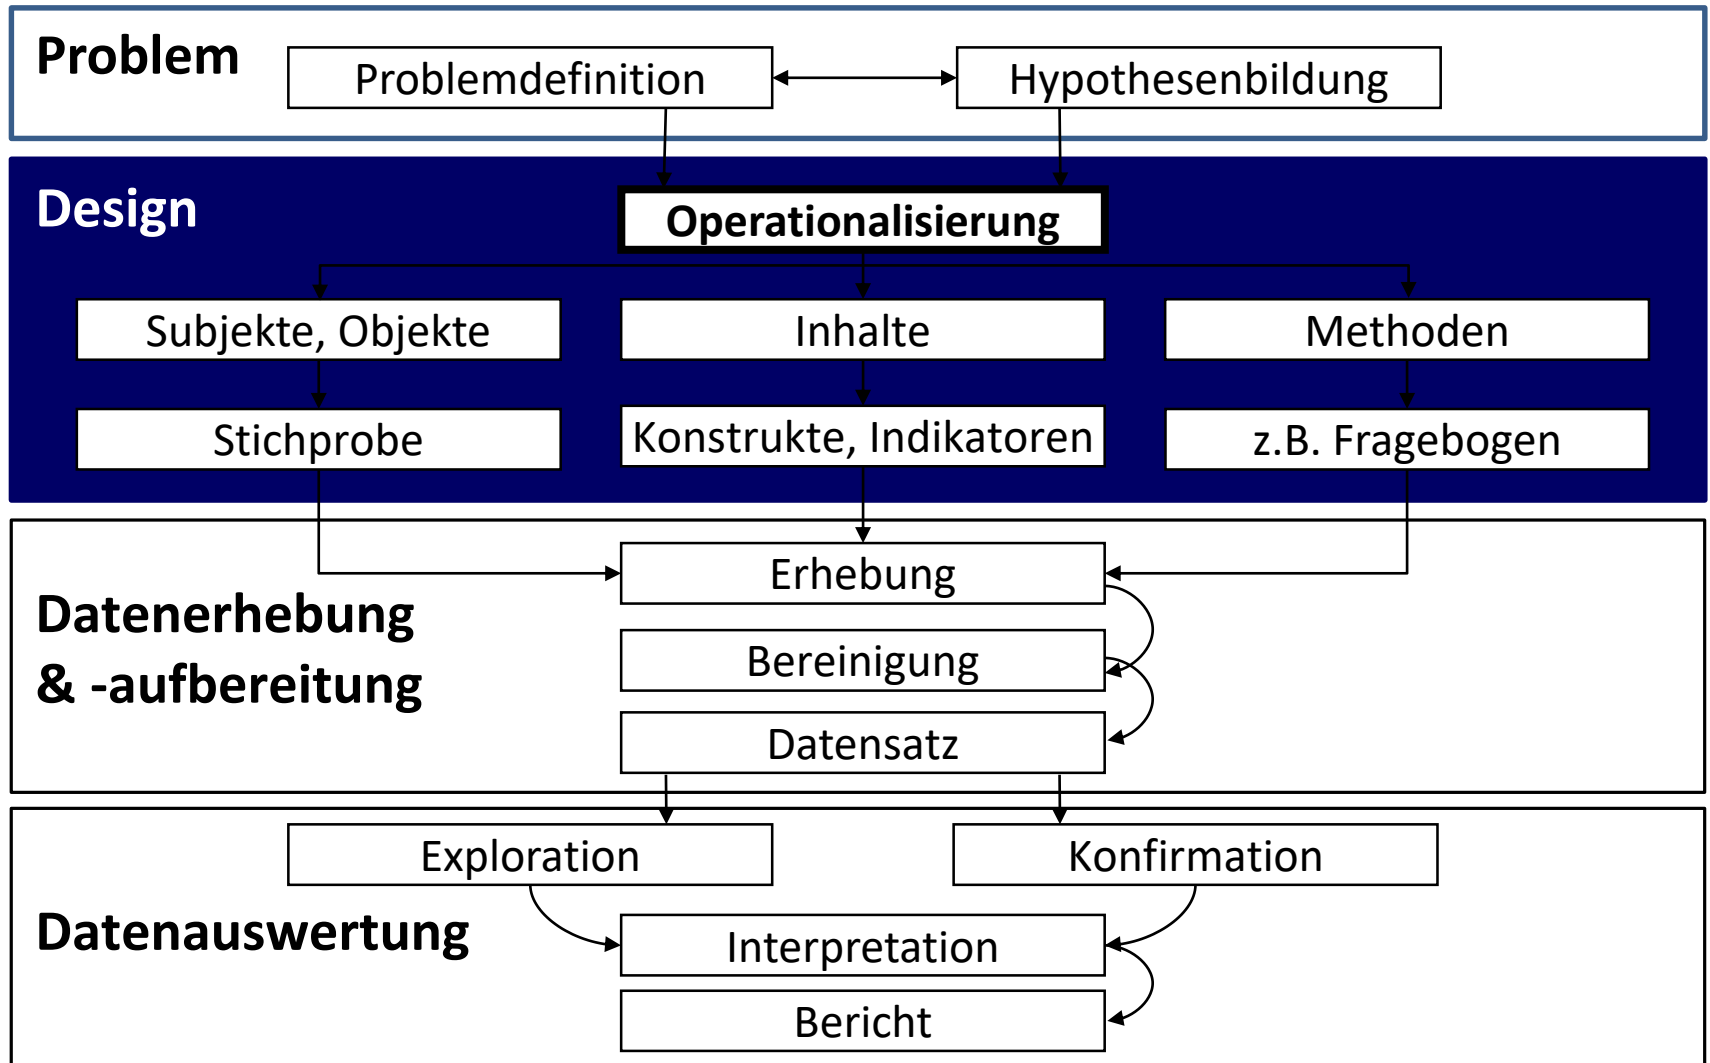 Problem
Problemdefinition
Hypothesenbildung
Design
Operationalisierung
Subjekte, Objekte
Inhalte
Methoden
Stichprobe
Konstrukte, Indikatoren
z.B. Fragebogen
Datenerhebung
& -aufbereitung
Erhebung
Bereinigung
Datensatz
Datenauswertung
Exploration
Konfirmation
Interpretation
Bericht